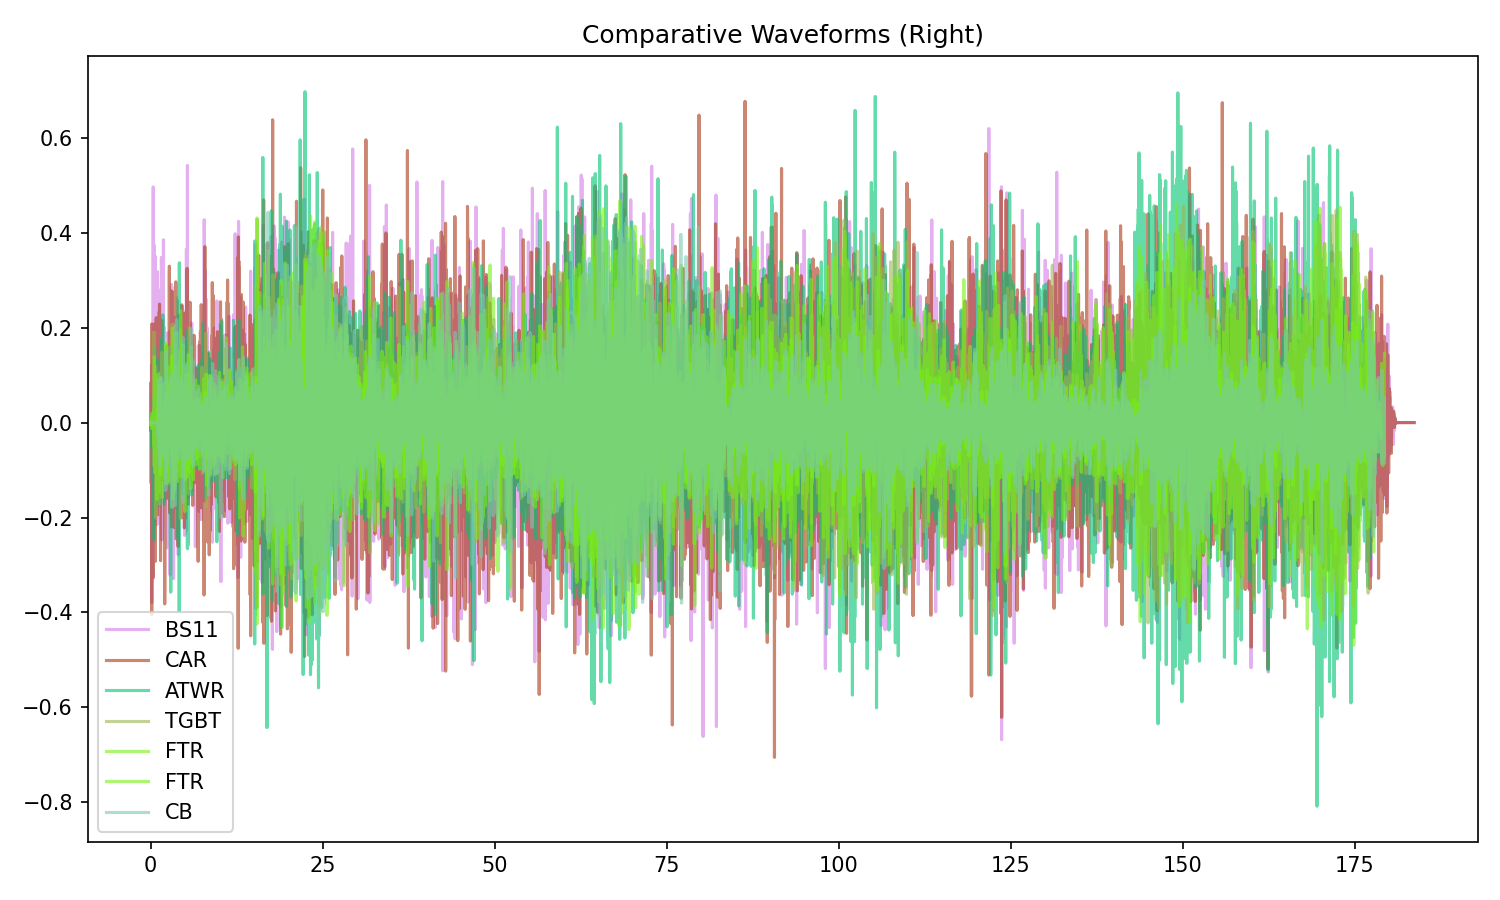 Comparative Waveforms (Right)
0.6
0.4
0.2
0.0
−0.2
−0.4
−0.6
−0.8
BS11
CAR
ATWR
TGBT
FTR
FTR
CB
0 25 50 75 100 125 150 175